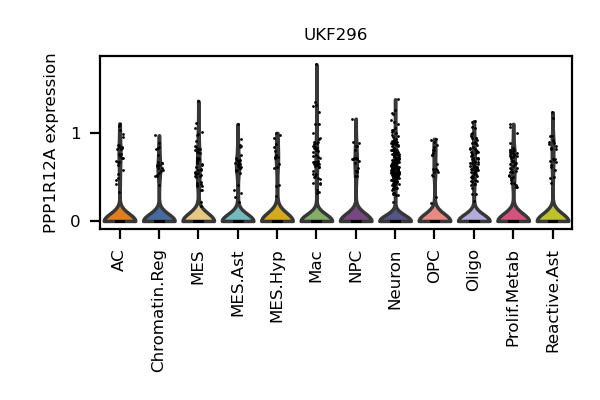 UKF296
PPP1R12A expression
1
0
AC
Chromatin.Reg
MES
MES.Ast
MES.Hyp
Mac
NPC
Neuron
OPC
Oligo
Prolif.Metab
Reactive.Ast